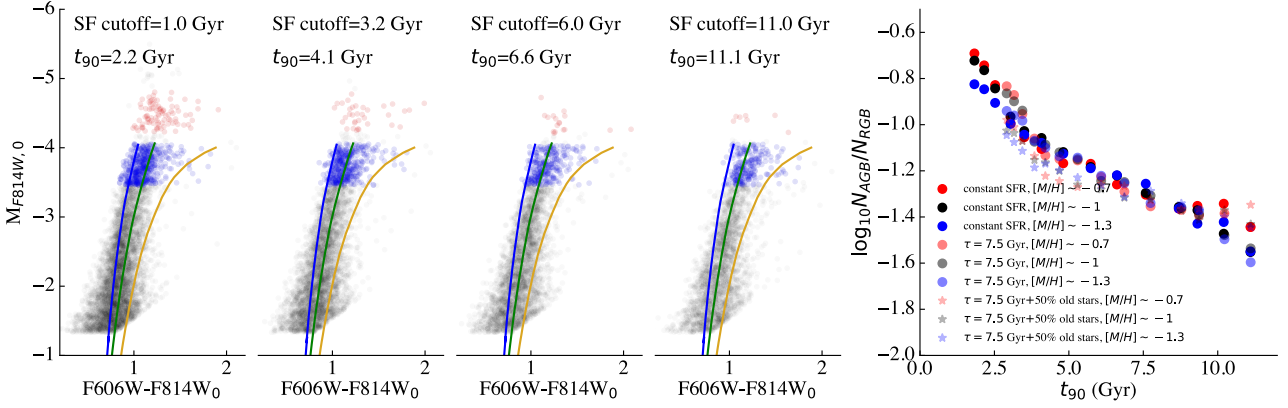 SF cutoff=1.0 Gyr
t90=2.2 Gyr
SF cutoff=3.2 Gyr
t90=4.1 Gyr
SF cutoff=6.0 Gyr
t90=6.6 Gyr
SF cutoff=11.0 Gyr
t90=11.1 Gyr
−6
−5
−4
−3
−2
−1
M_F814W,0
1 2
1 2
1 2
1 2
F606W-F814W0
F606W-F814W0
F606W-F814W0
F606W-F814W0
−0.6
−0.8
−1.0
−1.2
−1.4
−1.6
−1.8
−2.0
log10 N_AGB/N_RGB
constant SFR, [M/H] ~ −0.7
constant SFR, [M/H] ~ −1
constant SFR, [M/H] ~ −1.3
τ = 7.5 Gyr, [M/H] ~ −0.7
τ = 7.5 Gyr, [M/H] ~ −1
τ = 7.5 Gyr, [M/H] ~ −1.3
τ = 7.5 Gyr+50% old stars, [M/H] ~ −0.7
τ = 7.5 Gyr+50% old stars, [M/H] ~ −1
τ = 7.5 Gyr+50% old stars, [M/H] ~ −1.3
0.0 2.5 5.0 7.5 10.0
t90 (Gyr)